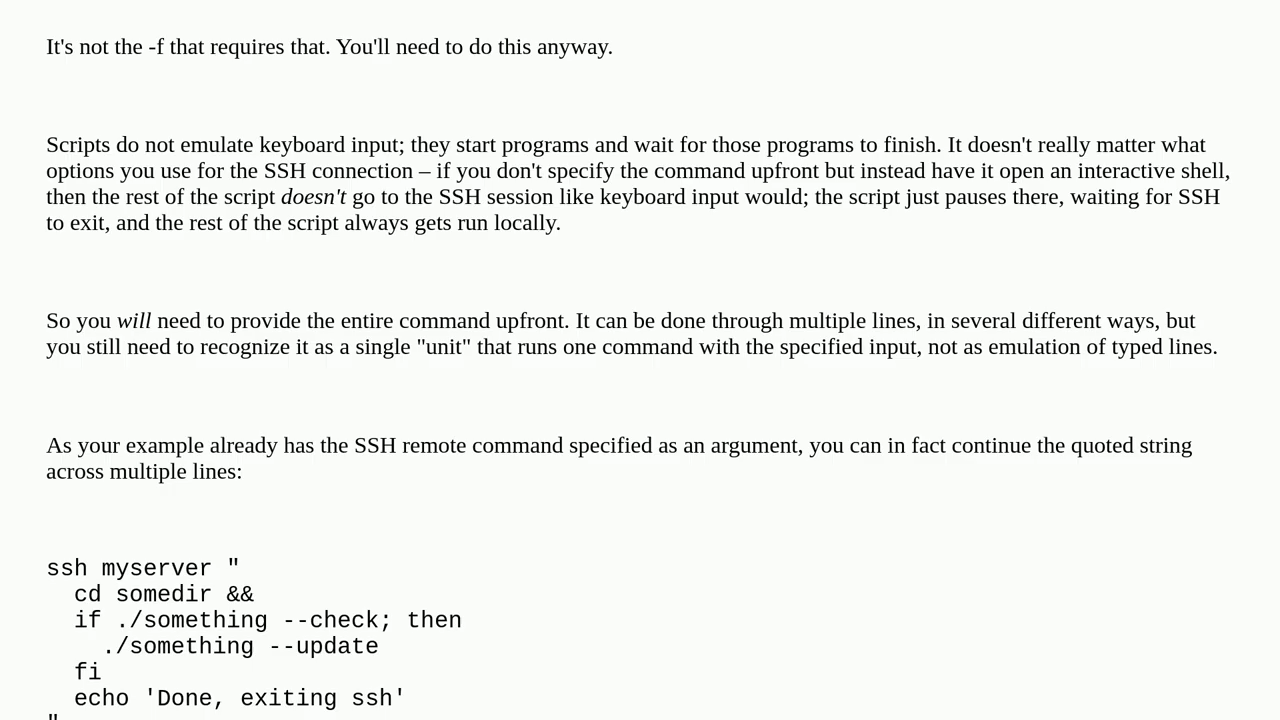 It's not the -f that requires that. You'll need to do this anyway.
Scripts do not emulate keyboard input; they start programs and wait for those programs to finish. It doesn't really matter what
options you use for the SSH connection – if you don't specify the command upfront but instead have it open an interactive shell,
then the rest of the script doesn't go to the SSH session like keyboard input would; the script just pauses there, waiting for SSH
to exit, and the rest of the script always gets run locally.
So you will need to provide the entire command upfront. It can be done through multiple lines, in several different ways, but
you still need to recognize it as a single "unit" that runs one command with the specified input, not as emulation of typed lines.
As your example already has the SSH remote command specified as an argument, you can in fact continue the quoted string
across multiple lines:
ssh myserver "
  cd somedir &&
  if ./something --check; then
    ./something --update
  fi
  echo 'Done, exiting ssh'
"